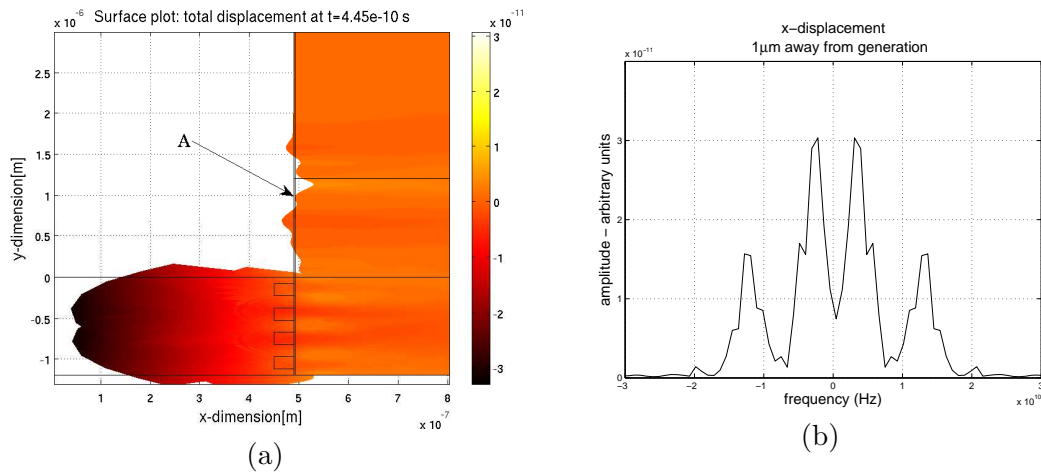 Surface plot: total displacement at t=4.45e-10 s
x 10⁻⁶
x 10⁻¹¹
2.5
2
1.5
1
0.5
0
-0.5
-1
y-dimension[m]
A
1 2 3 4 5 6 7 8
x-dimension[m]
x 10⁻⁷
3
2
1
0
-1
-2
-3
(a)
x−displacement
1μm away from generation
x 10⁻¹¹
3
2
1
0
amplitude − arbitrary units
−3 −2 −1 0 1 2 3
frequency (Hz)
x 10¹⁰
(b)